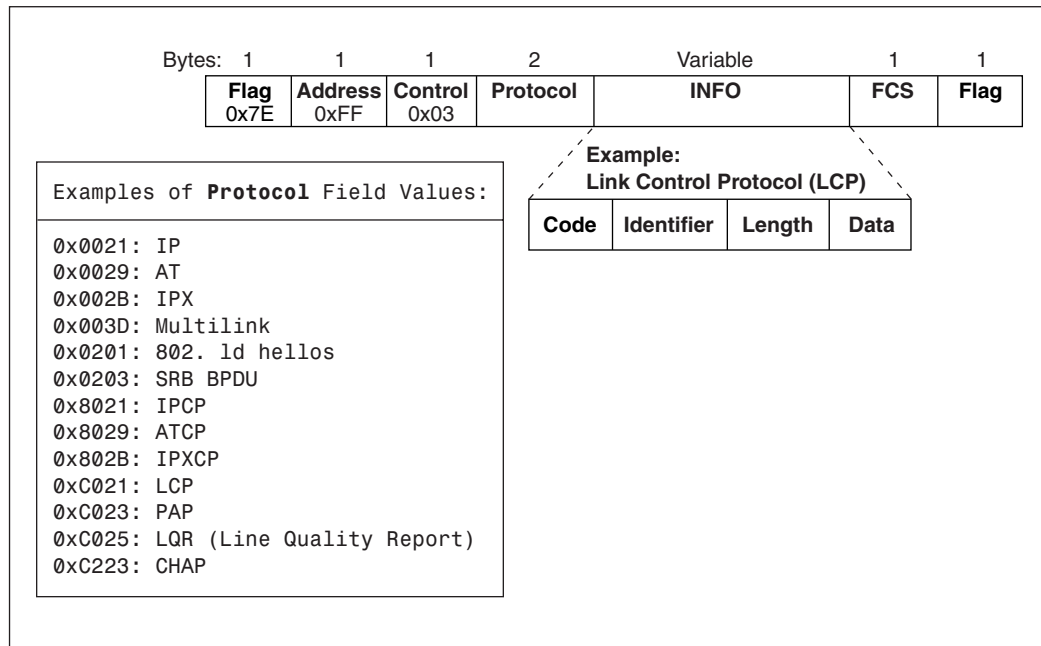 Bytes: 1 1 1 2 Variable 1 1
Flag Address Control Protocol INFO FCS Flag
0x7E 0xFF 0x03
Example:
Link Control Protocol (LCP)
Code Identifier Length Data
Examples of Protocol Field Values:
0x0021: IP
0x0029: AT
0x002B: IPX
0x003D: Multilink
0x0201: 802. ld hellos
0x0203: SRB BPDU
0x8021: IPCP
0x8029: ATCP
0x802B: IPXCP
0xC021: LCP
0xC023: PAP
0xC025: LQR (Line Quality Report)
0xC223: CHAP